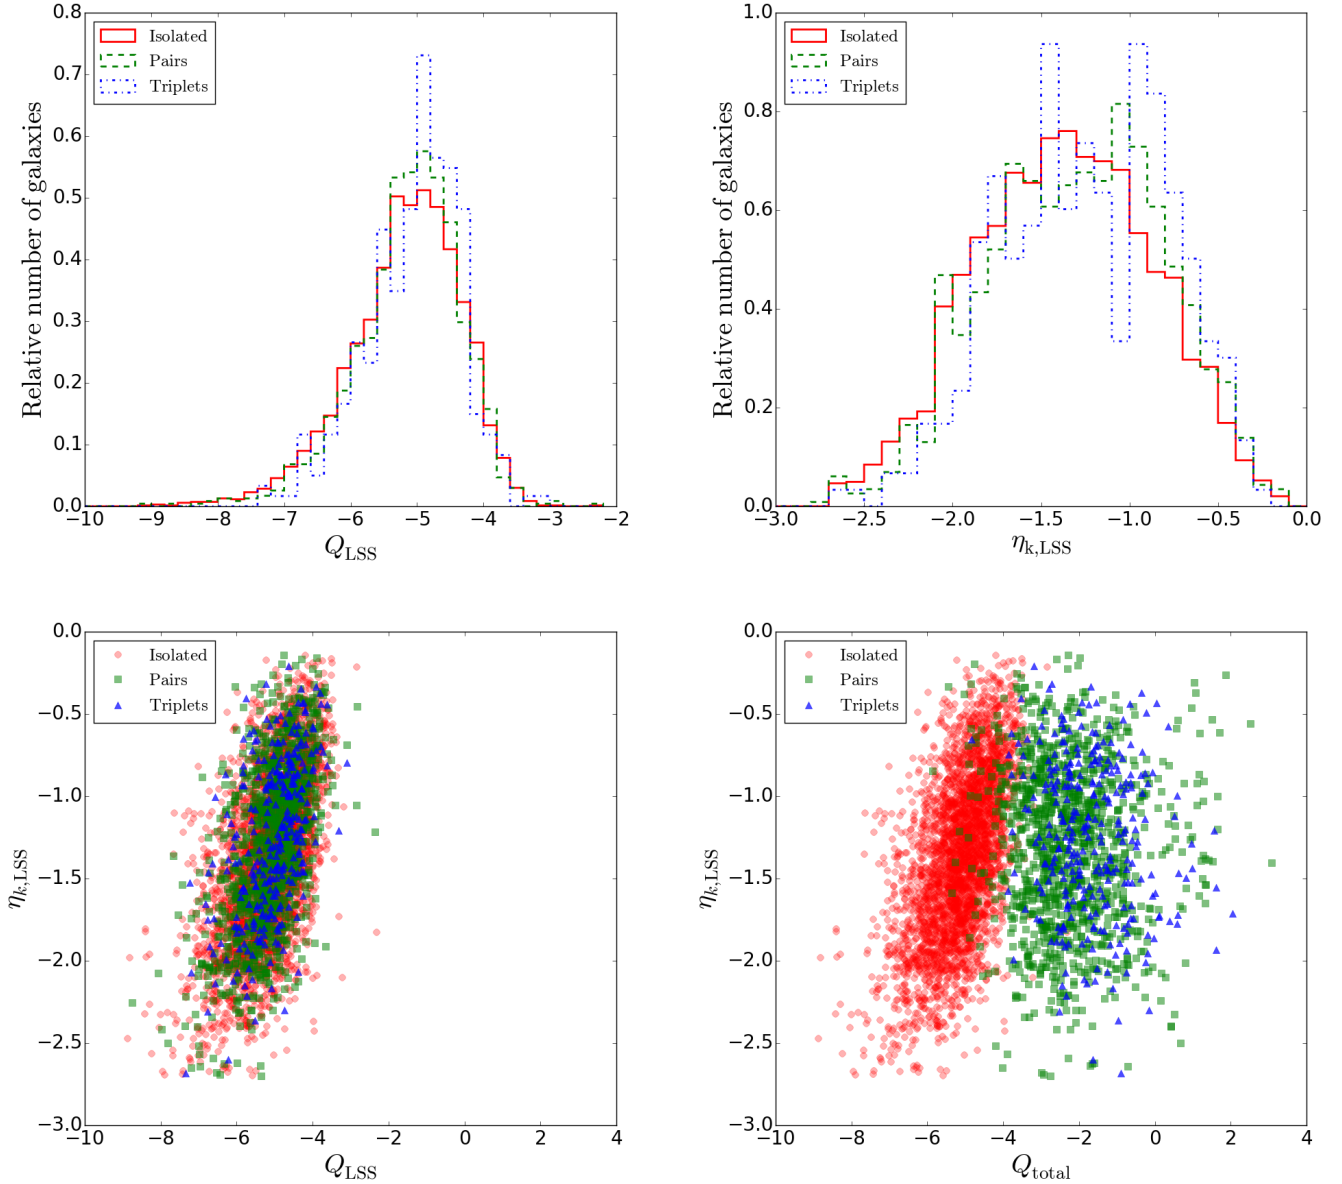 0.8
0.7
0.6
0.5
0.4
0.3
0.2
0.1
0.0
Relative number of galaxies
Isolated
Pairs
Triplets
−10 −9 −8 −7 −6 −5 −4 −3 −2
Q_LSS
1.0
0.8
0.6
0.4
0.2
0.0
Relative number of galaxies
Isolated
Pairs
Triplets
−3.0 −2.5 −2.0 −1.5 −1.0 −0.5 0.0
η_k,LSS
0.0
−0.5
−1.0
−1.5
−2.0
−2.5
−3.0
η_k,LSS
Isolated
Pairs
Triplets
−10 −8 −6 −4 −2 0 2 4
Q_LSS
0.0
−0.5
−1.0
−1.5
−2.0
−2.5
−3.0
η_k,LSS
Isolated
Pairs
Triplets
−10 −8 −6 −4 −2 0 2 4
Q_total